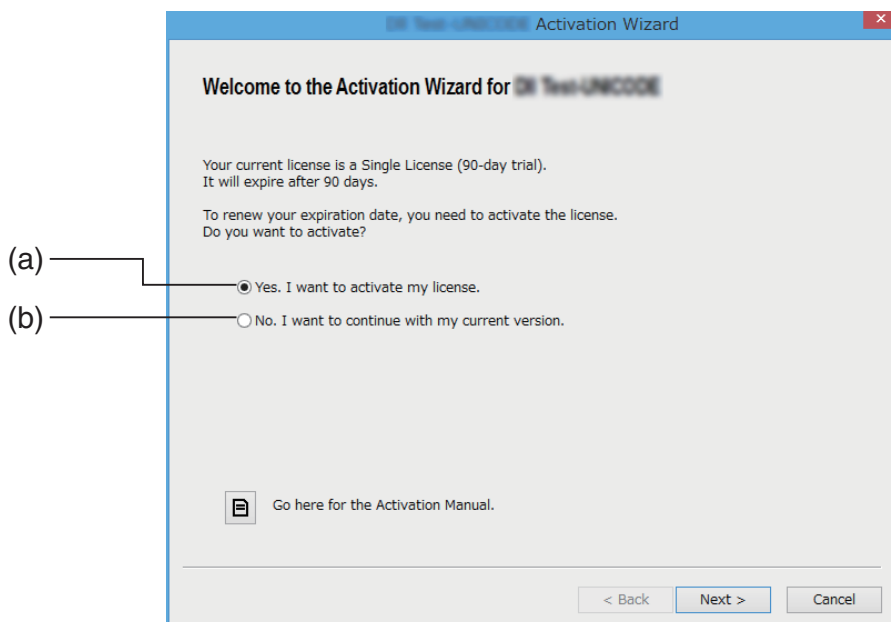 Activation Wizard
Welcome to the Activation Wizard for
Your current license is a Single License (90-day trial).
It will expire after 90 days.
To renew your expiration date, you need to activate the license.
Do you want to activate?
(a)
Yes. I want to activate my license.
(b)
No. I want to continue with my current version.
Go here for the Activation Manual.
< Back
Next >
Cancel